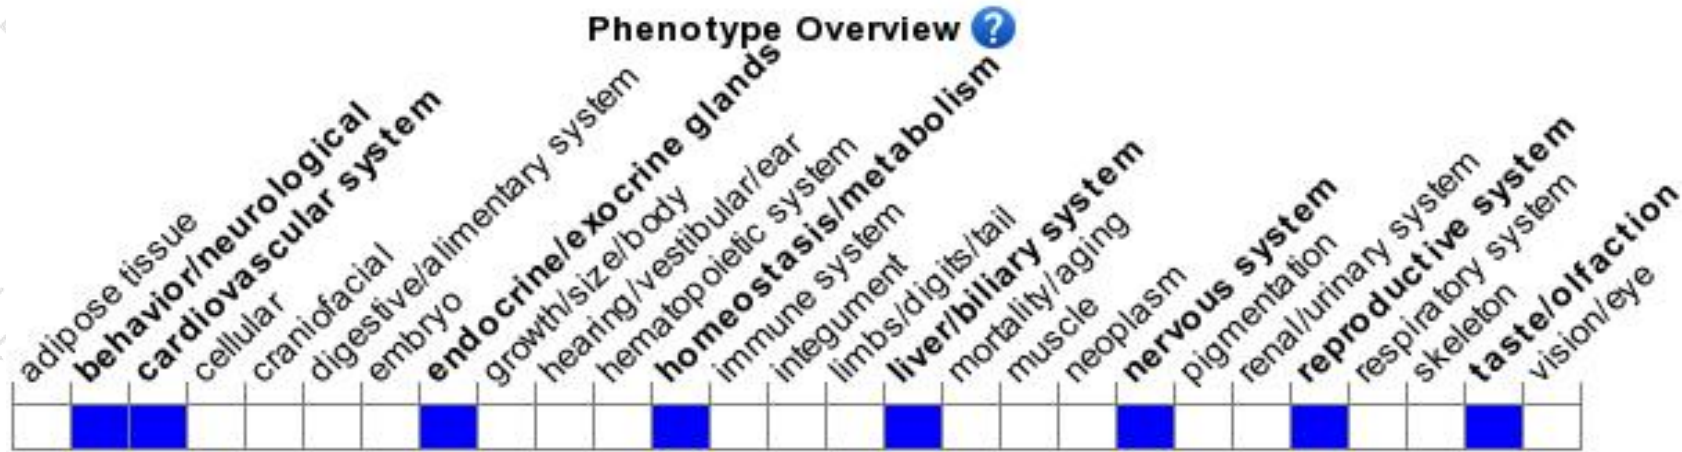 Phenotype Overview ?
adipose tissue
behavior/neurological
cardiovascular system
cellular
craniofacial
digestive/alimentary system
embryo
endocrine/exocrine glands
growth/size/body
hearing/vestibular/ear
hematopoietic system
homeostasis/metabolism
immune system
integument
limbs/digits/tail
liver/biliary system
mortality/aging
muscle
neoplasm
nervous system
pigmentation
renal/urinary system
reproductive system
respiratory system
skeleton
taste/olfaction
vision/eye